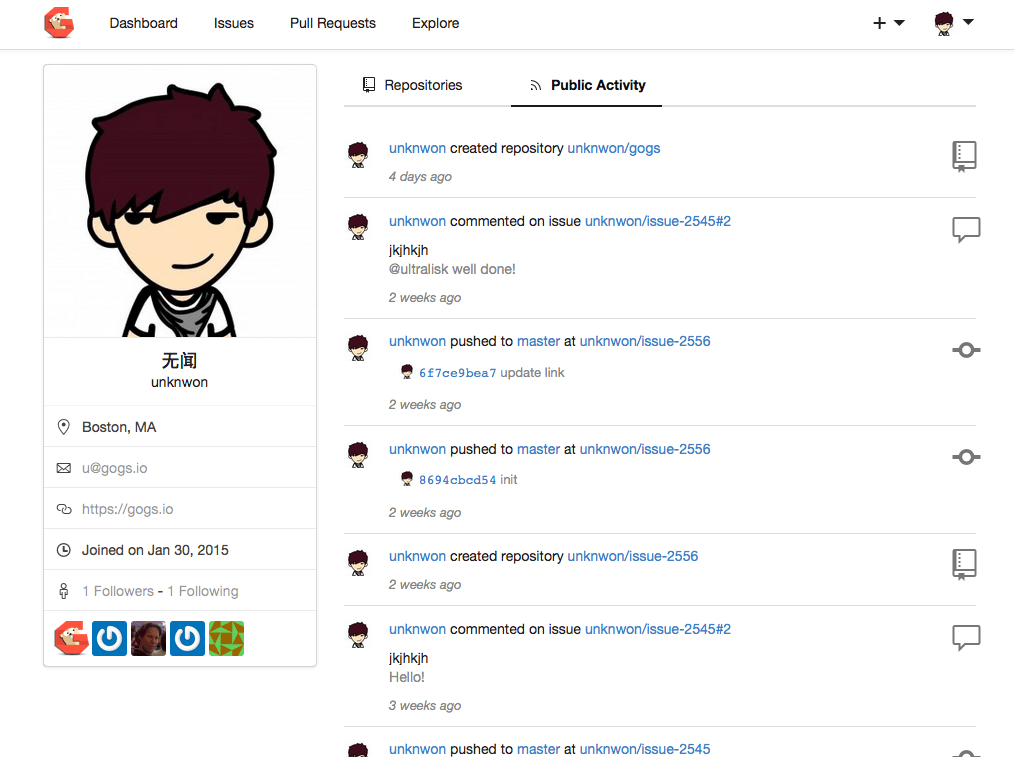 Dashboard Issues Pull Requests Explore
无闻
unknwon
Boston, MA
u@gogs.io
https://gogs.io
Joined on Jan 30, 2015
1 Followers - 1 Following
Repositories Public Activity
unknwon created repository unknwon/gogs
4 days ago
unknwon commented on issue unknwon/issue-2545#2
jkjhkjh
@ultralisk well done!
2 weeks ago
unknwon pushed to master at unknwon/issue-2556
6f7ce9bea7 update link
2 weeks ago
unknwon pushed to master at unknwon/issue-2556
8694cbcd54 init
2 weeks ago
unknwon created repository unknwon/issue-2556
2 weeks ago
unknwon commented on issue unknwon/issue-2545#2
jkjhkjh
Hello!
3 weeks ago
unknwon pushed to master at unknwon/issue-2545